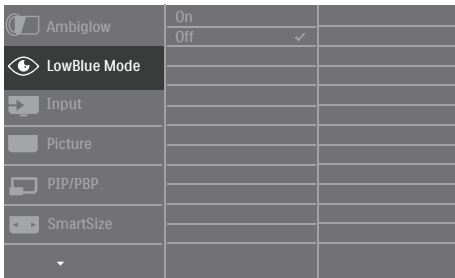 Ambiglow
On
Off
LowBlue Mode
Input
Picture
PIP/PBP
SmartSize